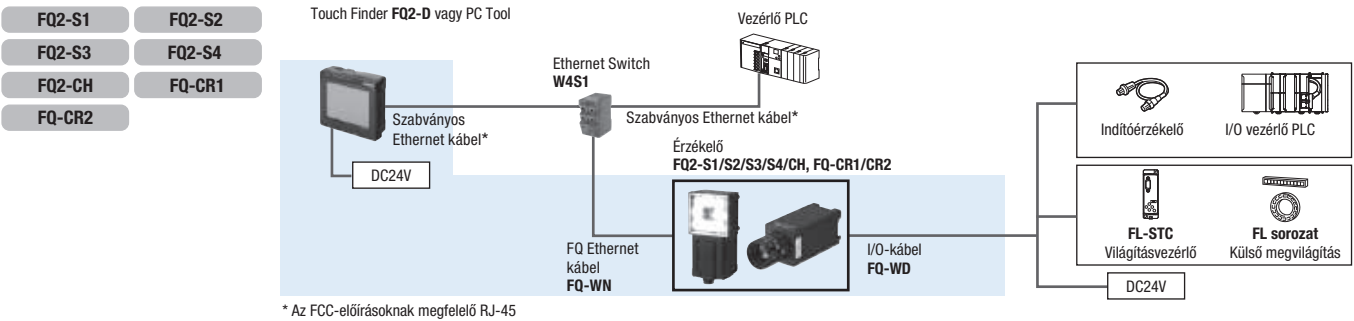 FQ2-S1
FQ2-S2
FQ2-S3
FQ2-S4
FQ2-CH
FQ-CR1
FQ-CR2
Touch Finder FQ2-D vagy PC Tool
Vezérlő PLC
Ethernet Switch
W4S1
Szabványos
Ethernet kábel*
Szabványos Ethernet kábel*
DC24V
Érzékelő
FQ2-S1/S2/S3/S4/CH, FQ-CR1/CR2
FQ Ethernet
kábel
FQ-WN
I/O-kábel
FQ-WD
Indítóérzékelő
I/O vezérlő PLC
FL-STC
Világításvezérlő
FL sorozat
Külső megvilágítás
DC24V
* Az FCC-előírásoknak megfelelő RJ-45